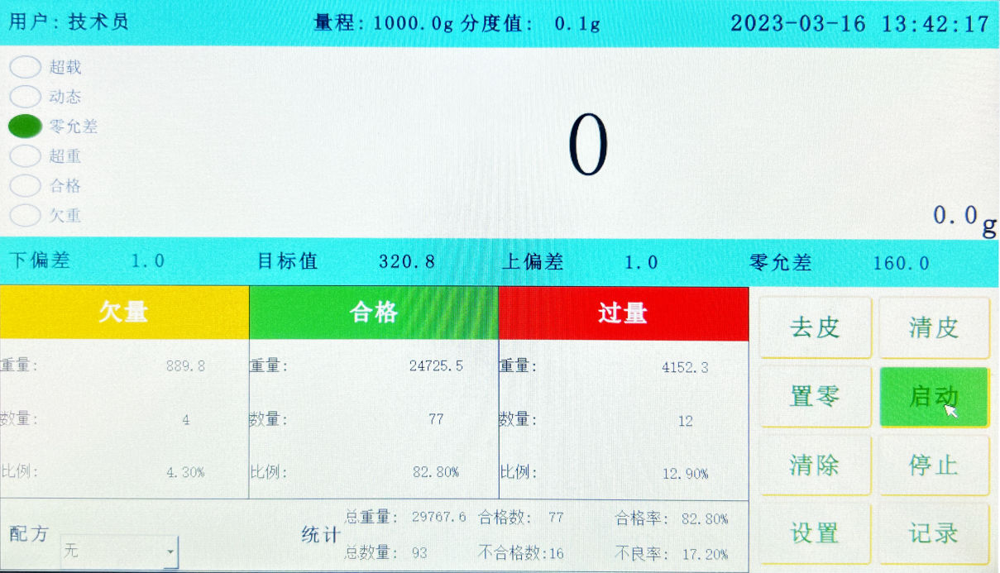 用户: 技术员 量程: 1000.0g 分度值: 0.1g 2023-03-16 13:42:17
超载
动态
零允差
超重
合格
欠重
0
0.0g
下偏差 1.0 目标值 320.8 上偏差 1.0 零允差 160.0
欠量 合格 过量
重量: 889.8 重量: 24725.5 重量: 4152.3
数量: 4 数量: 77 数量: 12
比例: 4.30% 比例: 82.80% 比例: 12.90%
去皮 清皮
置零 启动
清除 停止
设置 记录
配方 无 统计
总重量: 29767.6 合格数: 77 合格率: 82.80%
总数量: 93 不合格数:16 不良率: 17.20%